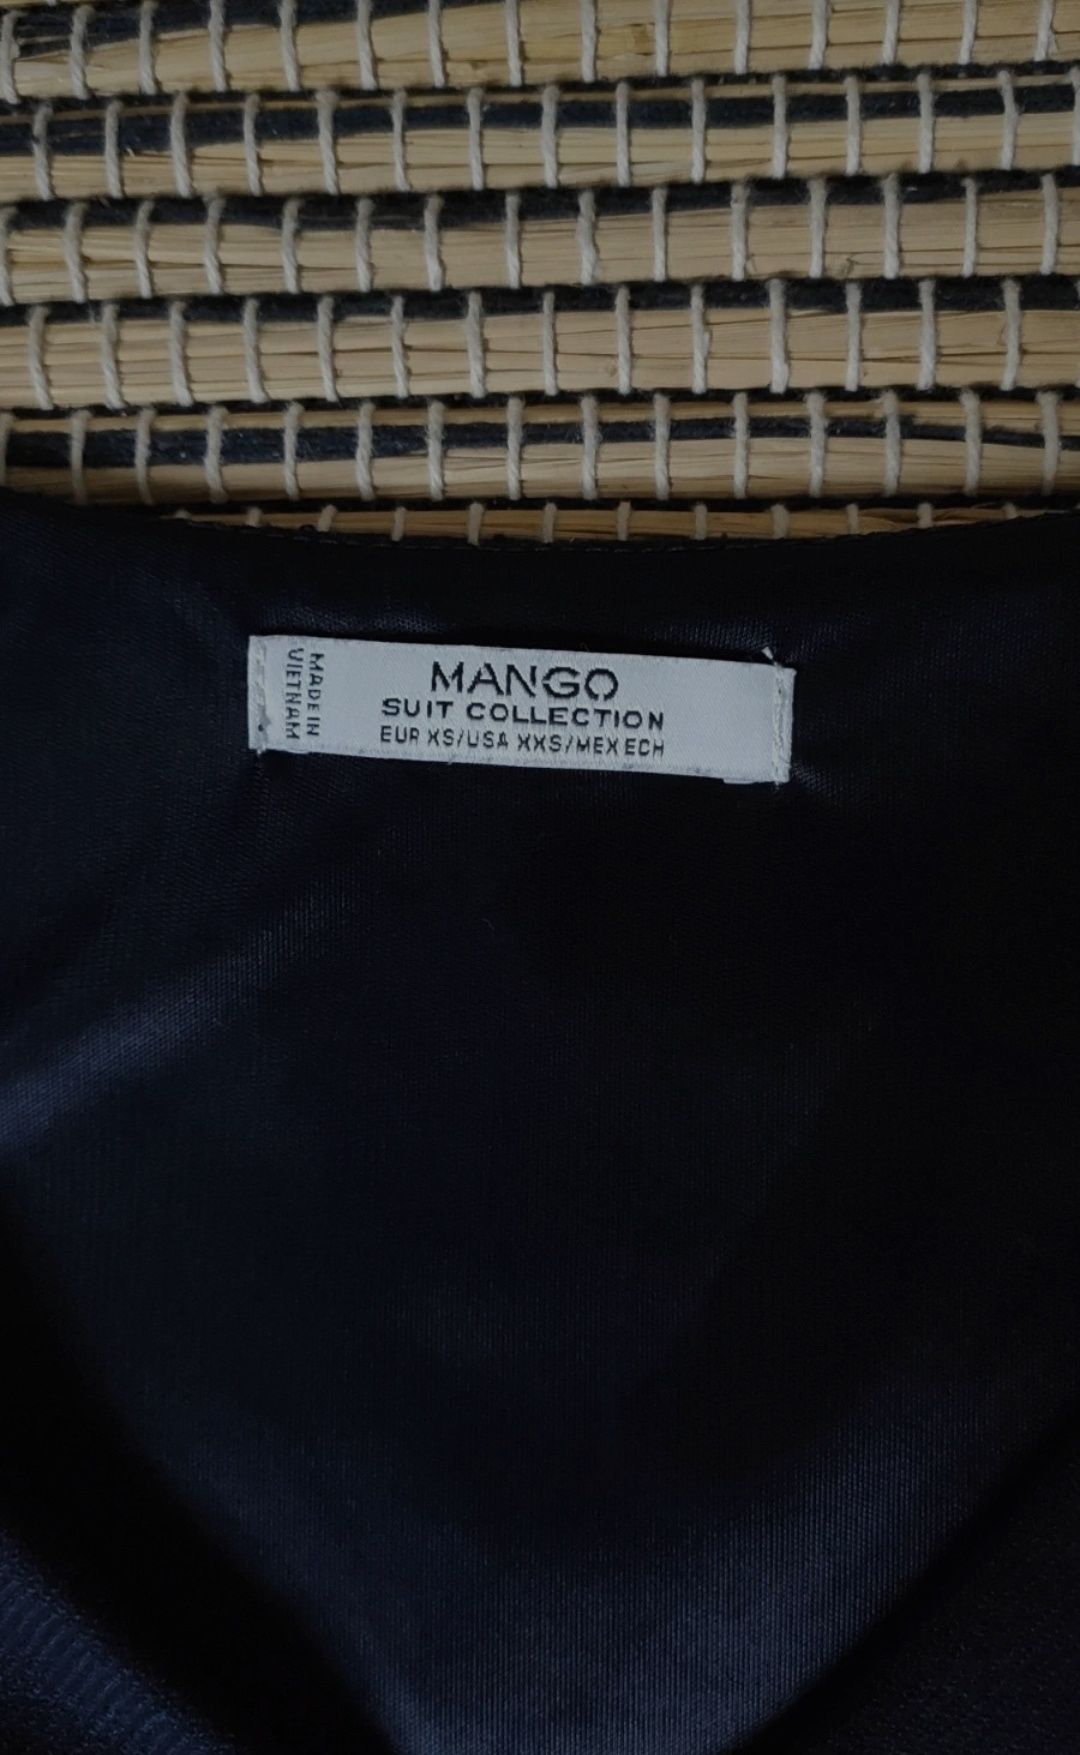 MADE IN
VIETNAM
MANGO
SUIT COLLECTION
EUR XS/USA XXS/MEX ECH